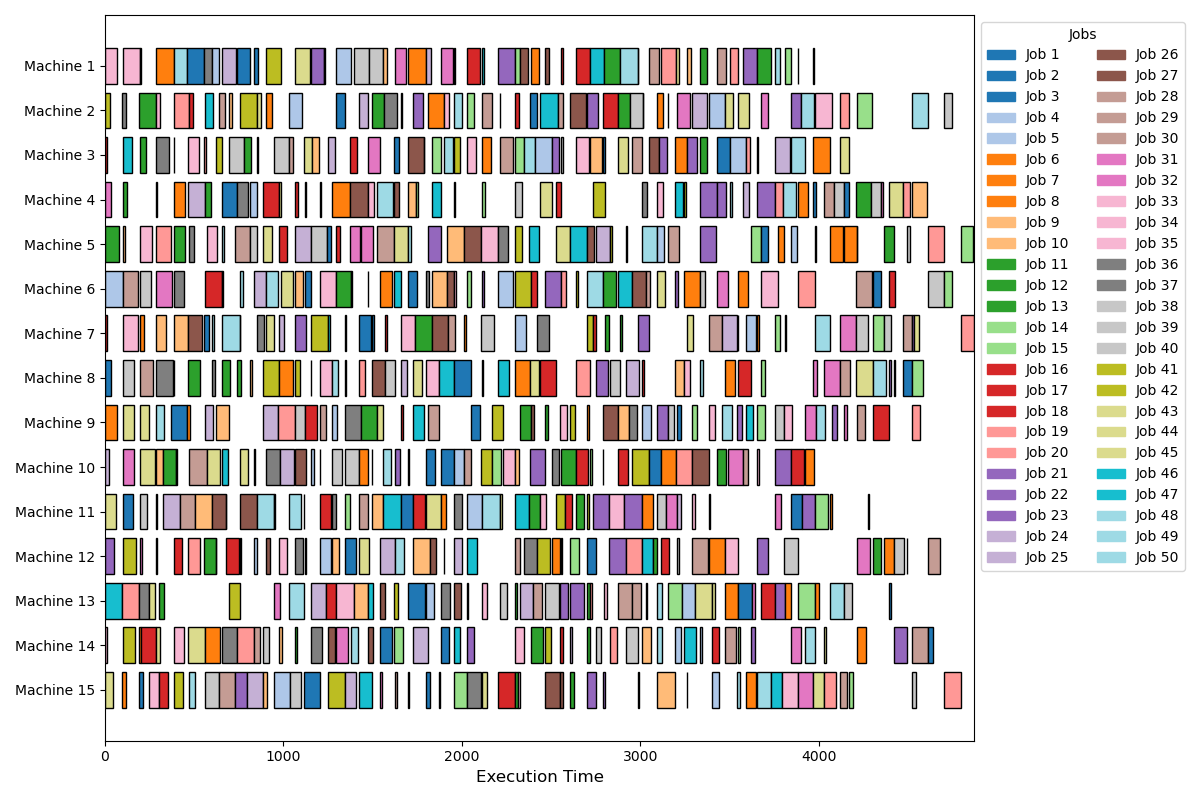 Machine 1
Machine 2
Machine 3
Machine 4
Machine 5
Machine 6
Machine 7
Machine 8
Machine 9
Machine 10
Machine 11
Machine 12
Machine 13
Machine 14
Machine 15
0 1000 2000 3000 4000
Execution Time
Jobs
Job 1
Job 2
Job 3
Job 4
Job 5
Job 6
Job 7
Job 8
Job 9
Job 10
Job 11
Job 12
Job 13
Job 14
Job 15
Job 16
Job 17
Job 18
Job 19
Job 20
Job 21
Job 22
Job 23
Job 24
Job 25
Job 26
Job 27
Job 28
Job 29
Job 30
Job 31
Job 32
Job 33
Job 34
Job 35
Job 36
Job 37
Job 38
Job 39
Job 40
Job 41
Job 42
Job 43
Job 44
Job 45
Job 46
Job 47
Job 48
Job 49
Job 50